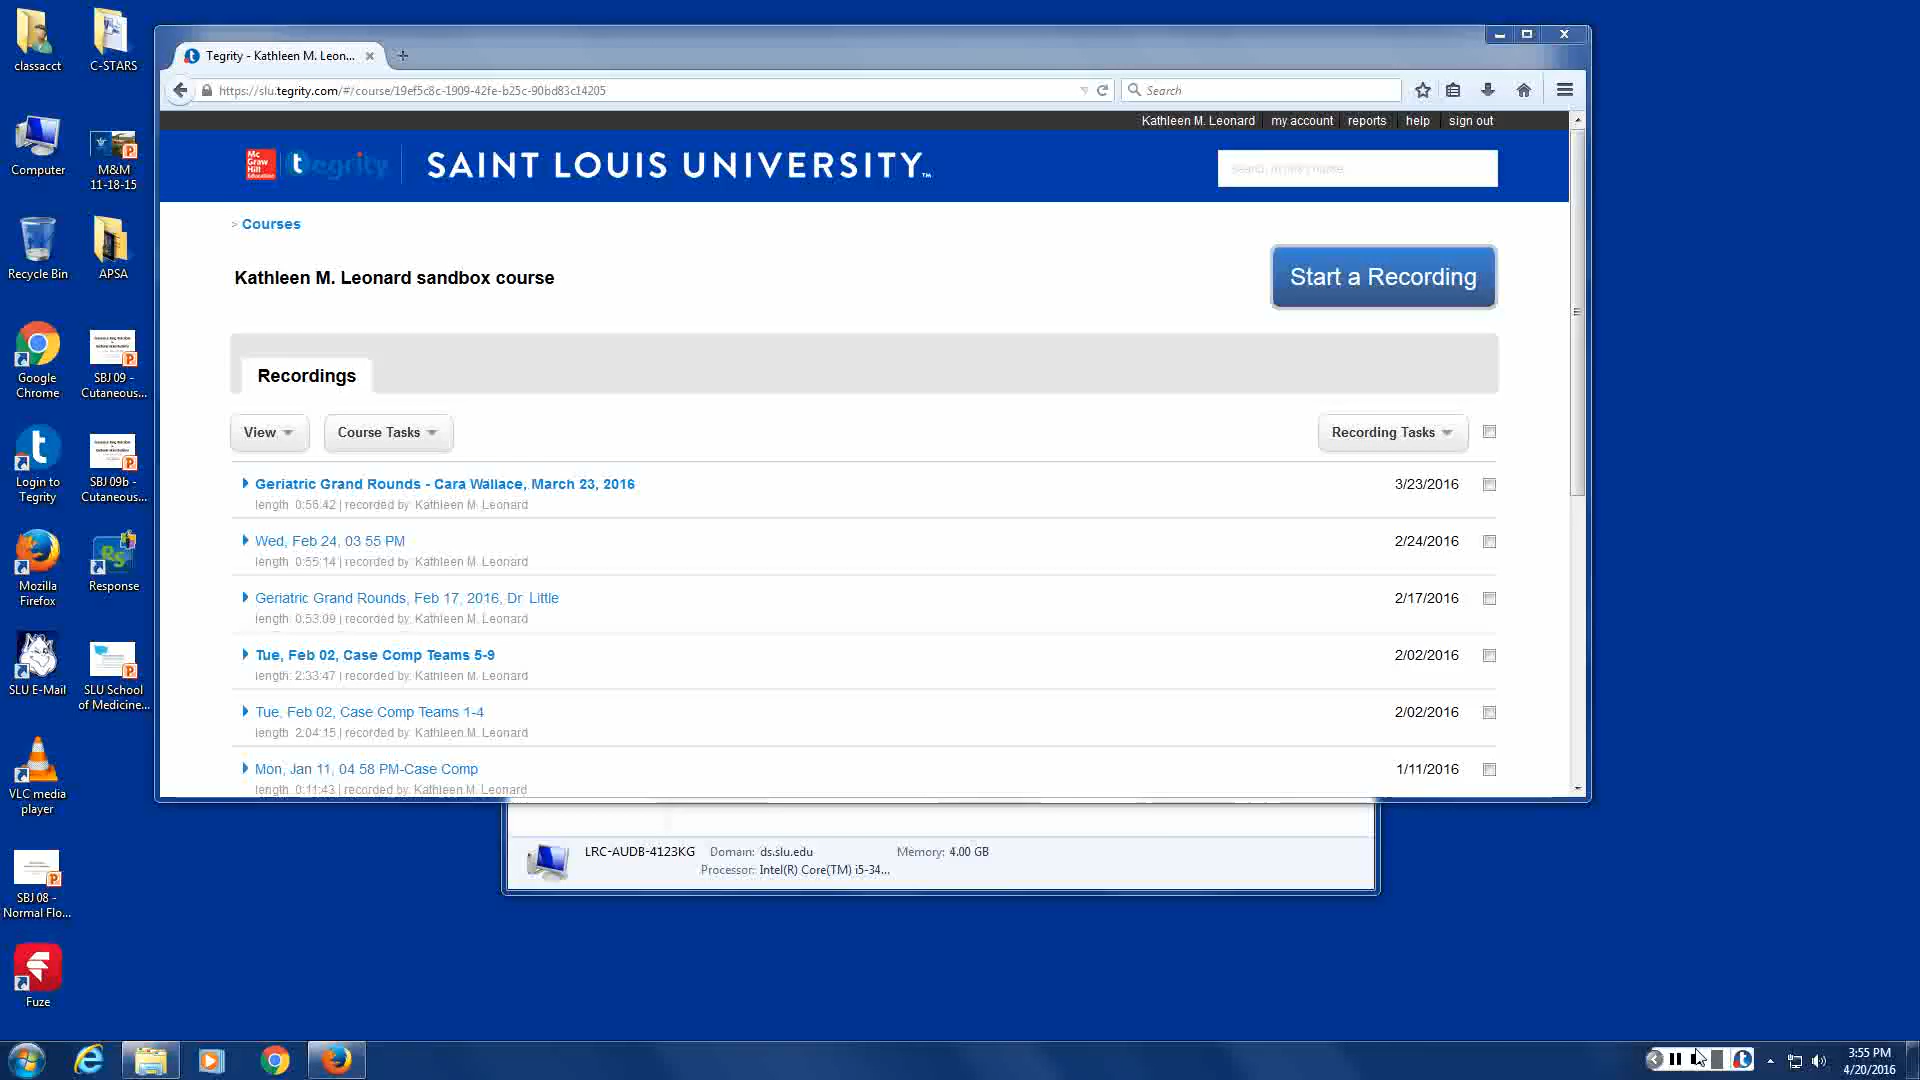 classacct
C-STARS
Computer
M&M
11-18-15
Recycle Bin
APSA
Google
Chrome
SBJ 09 -
Cutaneous...
Login to
Tegrity
SBJ 09b -
Cutaneous...
Mozilla
Firefox
Response
SLU E-Mail
SLU School
of Medicine...
VLC media
player
SBJ 08 -
Normal Flo...
Fuze
Tegrity - Kathleen M. Leon...
https://slu.tegrity.com/#/course/19ef5c8c-1909-42fe-b25c-90bd83c14205
Search
Kathleen M. Leonard | my account | reports | help | sign out
Mc
Graw
Hill
Education
tegrity
SAINT LOUIS UNIVERSITY™
> Courses
Kathleen M. Leonard sandbox course
Start a Recording
Recordings
View
Course Tasks
Recording Tasks
Geriatric Grand Rounds - Cara Wallace, March 23, 2016
3/23/2016
length: 0:56:42 | recorded by: Kathleen M. Leonard
Wed, Feb 24, 03 55 PM
2/24/2016
length: 0:55:14 | recorded by: Kathleen M. Leonard
Geriatric Grand Rounds, Feb 17, 2016, Dr. Little
2/17/2016
length: 0:53:09 | recorded by: Kathleen M. Leonard
Tue, Feb 02, Case Comp Teams 5-9
2/02/2016
length: 2:33:47 | recorded by: Kathleen M. Leonard
Tue, Feb 02, Case Comp Teams 1-4
2/02/2016
length: 2:04:15 | recorded by: Kathleen M. Leonard
Mon, Jan 11, 04 58 PM-Case Comp
1/11/2016
length: 0:11:43 | recorded by: Kathleen M. Leonard
LRC-AUDB-4123KG
Domain: ds.slu.edu
Memory: 4.00 GB
Processor: Intel(R) Core(TM) i5-34...
3:55 PM
4/20/2016